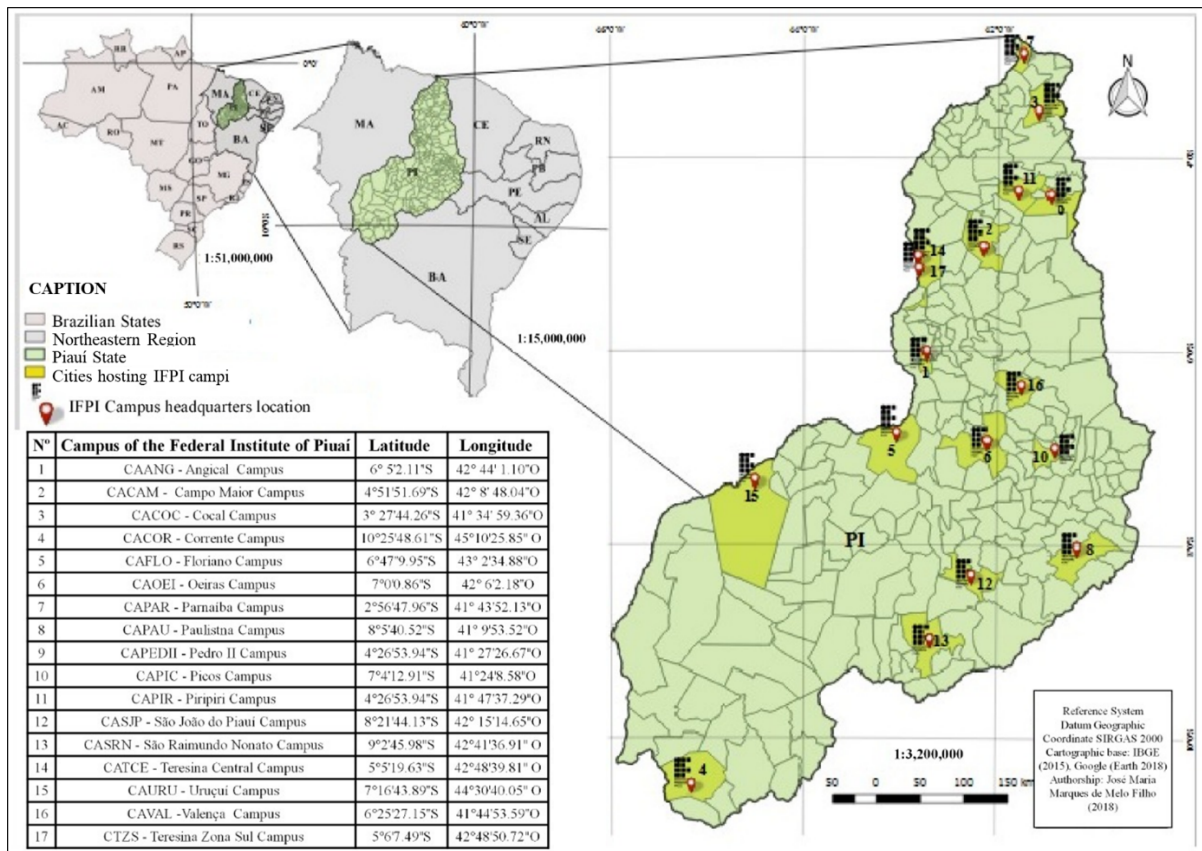 60°0'0"W
RR
AP
0°0'
AM
PA
MA
CE
AC
RO
TO
BA
MT
GO
MG
MS
SP
PR
RS
1:51,000,000
MA
CE
RN
PB
PI
PE
AL
SE
BA
1:15,000,000
CAPTION
Brazilian States
Northeastern Region
Piauí State
Cities hosting IFPI campi
IFPI Campus headquarters location
Nº Campus of the Federal Institute of Piuaí Latitude Longitude
1 CAANG - Angical Campus 6° 5'2.11"S 42° 44' 1.10"O
2 CACAM - Campo Maior Campus 4°51'51.69"S 42° 8' 48.04"O
3 CACOC - Cocal Campus 3° 27'44.26"S 41° 34' 59.36"O
4 CACOR - Corrente Campus 10°25'48.61"S 45°10'25.85" O
5 CAFLO - Floriano Campus 6°47'9.95"S 43° 2'34.88"O
6 CAOEI - Oeiras Campus 7°0'0.86"S 42° 6'2.18"O
7 CAPAR - Parnaiba Campus 2°56'47.96"S 41° 43'52.13"O
8 CAPAU - Paulistna Campus 8°5'40.52"S 41° 9'53.52"O
9 CAPEDII - Pedro II Campus 4°26'53.94"S 41° 27'26.67"O
10 CAPIC - Picos Campus 7°4'12.91"S 41°24'8.58"O
11 CAPIR - Piripiri Campus 4°26'53.94"S 41° 47'37.29"O
12 CASJP - São João do Piauí Campus 8°21'44.13"S 42° 15'14.65"O
13 CASRN - São Raimundo Nonato Campus 9°2'45.98"S 42°41'36.91" O
14 CATCE - Teresina Central Campus 5°5'19.63"S 42°48'39.81" O
15 CAURU - Uruçuí Campus 7°16'43.89"S 44°30'40.05" O
16 CAVAL -Valença Campus 6°25'27.15"S 41°44'53.59"O
17 CTZS - Teresina Zona Sul Campus 5°67.49"S 42°48'50.72"O
N
7
3
11
9
2
14
17
1
16
5
6
10
15
PI
8
12
13
4
1:3,200,000
50 0 50 100 150 km
Reference System
Datum Geographic
Coordinate SIRGAS 2000
Cartographic base: IBGE
(2015), Google (Earth 2018)
Authorship: José Maria
Marques de Melo Filho
(2018)